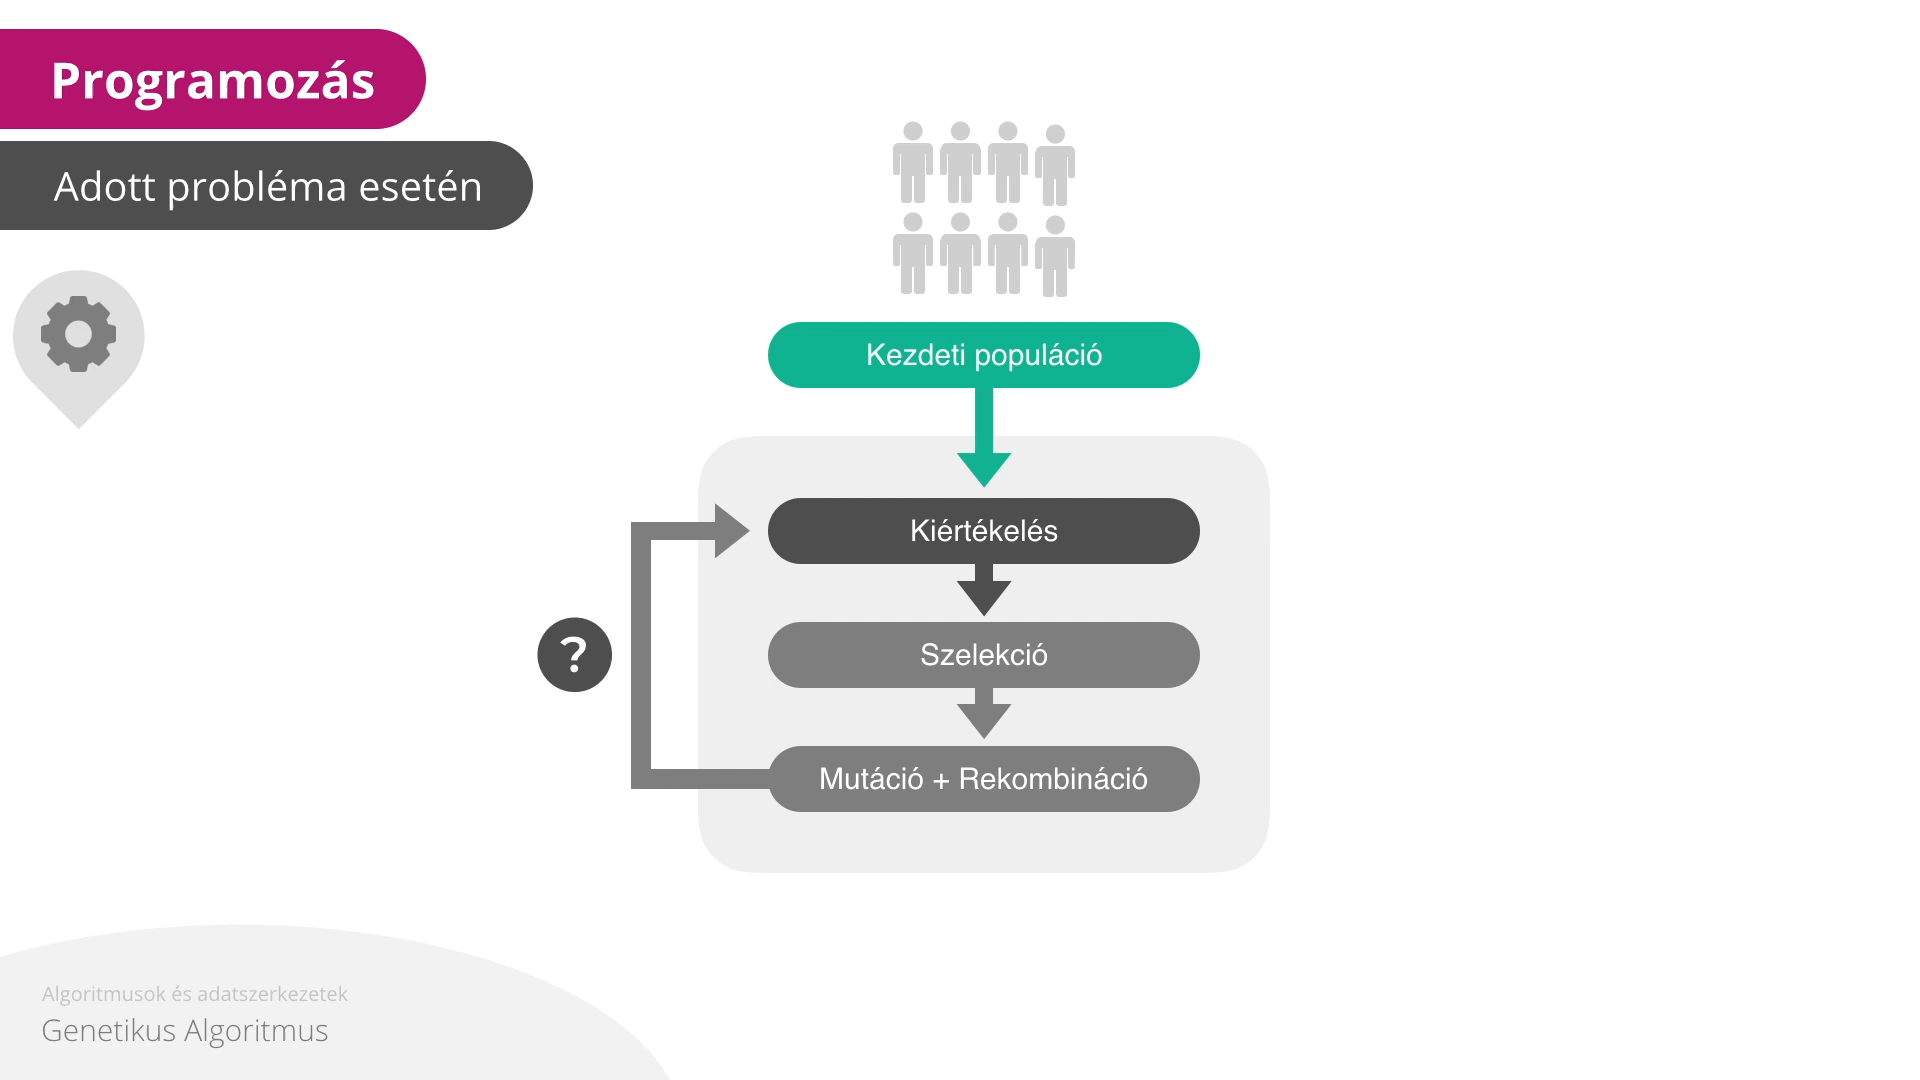 Programozás
Adott probléma esetén
Kezdeti populáció
Kiértékelés
?
Szelekció
Mutáció + Rekombináció
Algoritmusok és adatszerkezetek
Genetikus Algoritmus